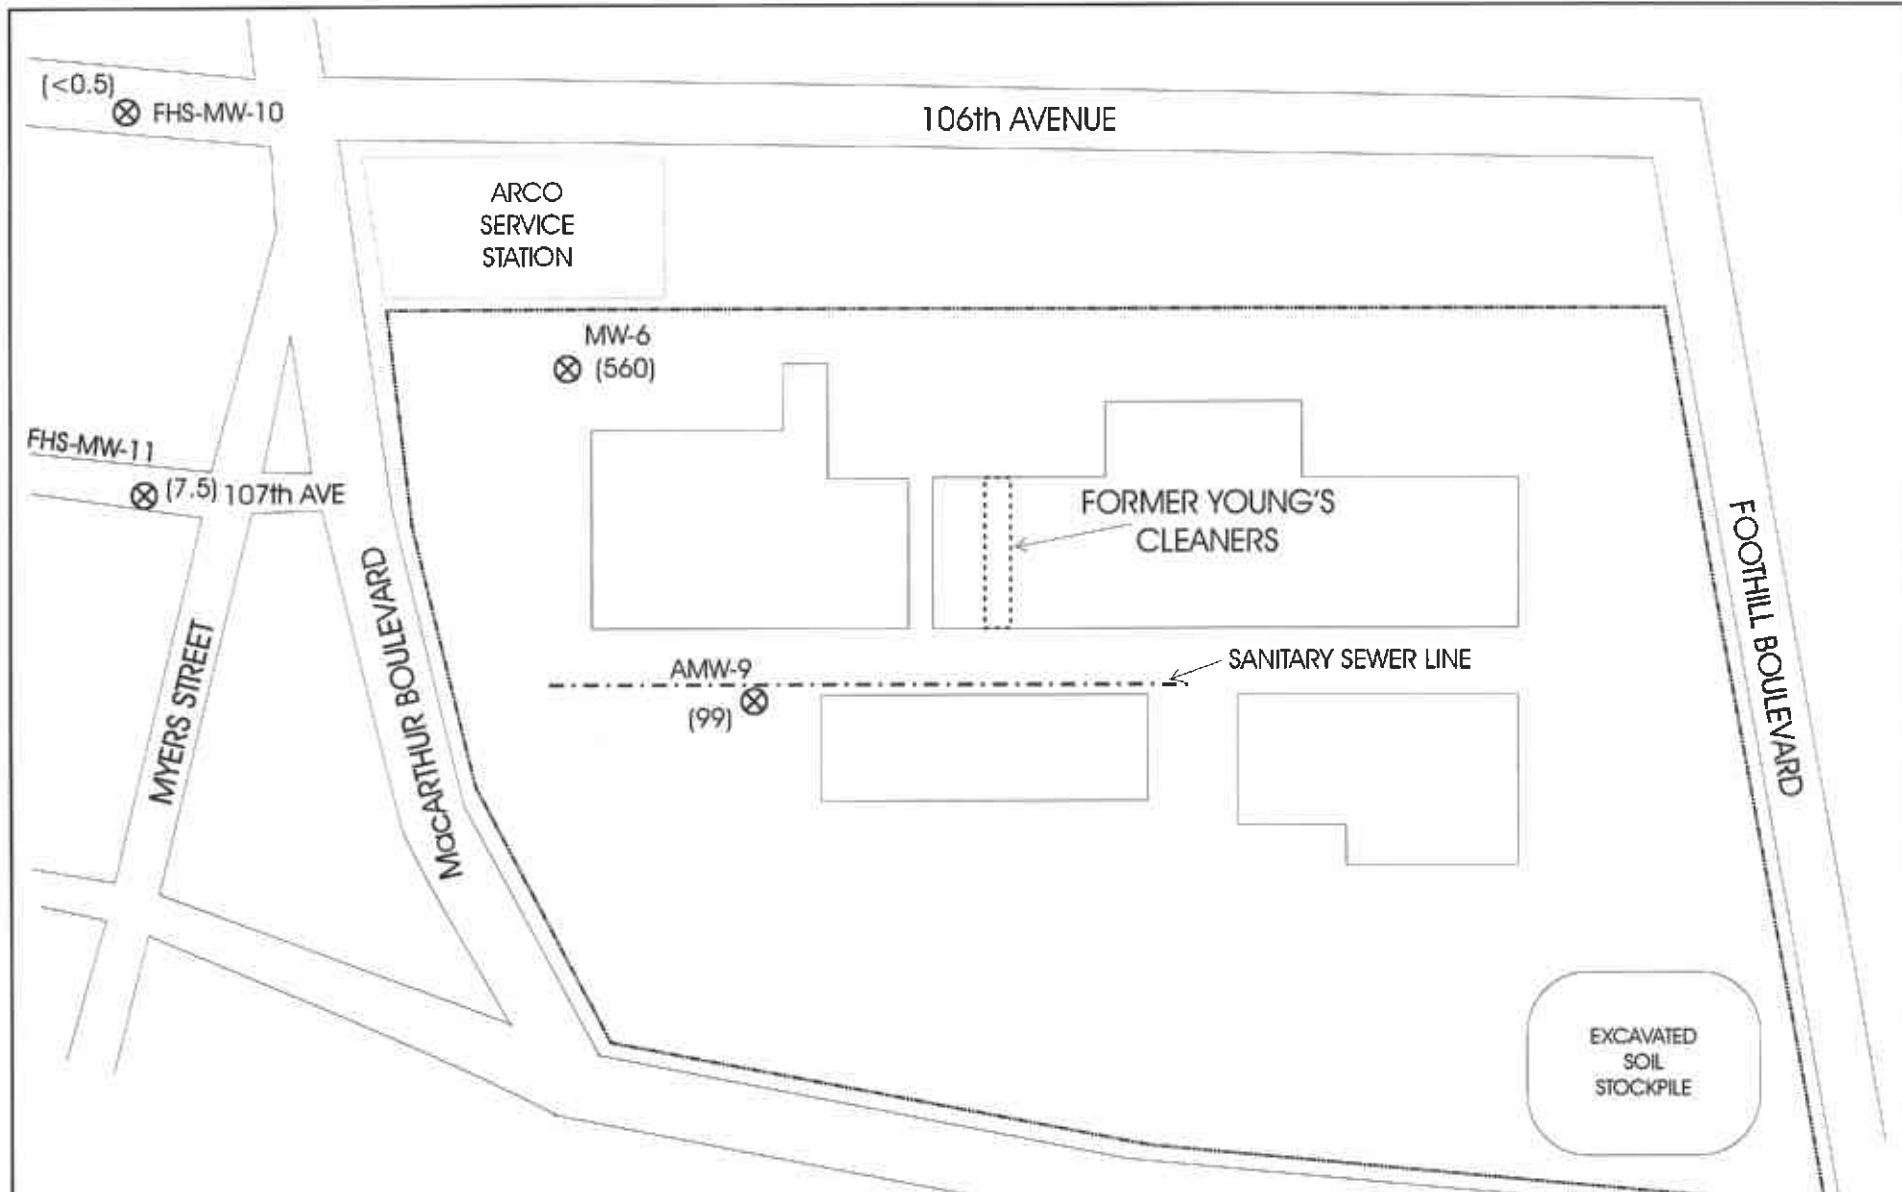 (<0.5)
FHS-MW-10
106th AVENUE
ARCO
SERVICE
STATION
MW-6
(560)
FHS-MW-11
(7.5) 107th AVE
FORMER YOUNG'S
CLEANERS
FOOTHILL BOULEVARD
MacARTHUR BOULEVARD
MYERS STREET
SANITARY SEWER LINE
AMW-9
(99)
EXCAVATED
SOIL
STOCKPILE